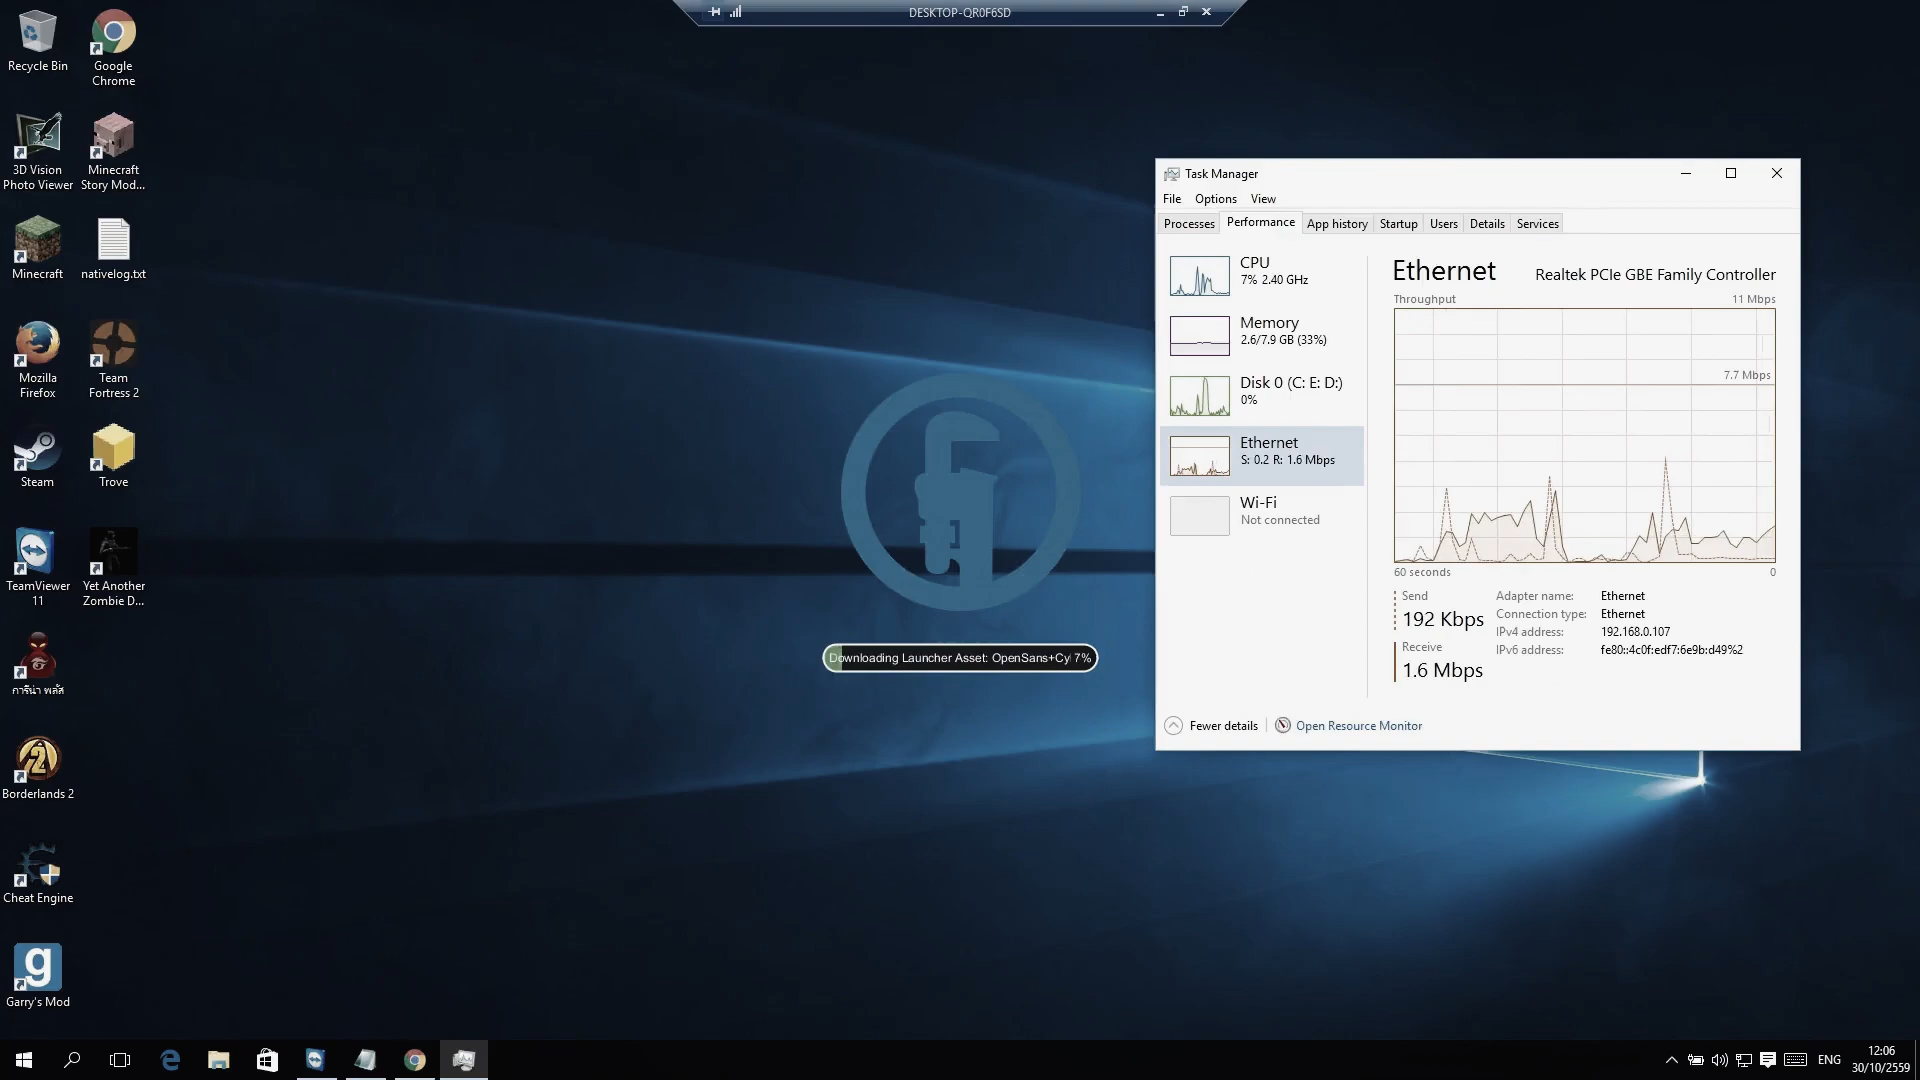 DESKTOP-QR0F6SD
Recycle Bin
Google
Chrome
3D Vision
Photo Viewer
Minecraft
Story Mod...
Minecraft
nativelog.txt
Mozilla
Firefox
Team
Fortress 2
Steam
Trove
TeamViewer
11
Yet Another
Zombie D...
การีน่า พลัส
Borderlands 2
Cheat Engine
Garry's Mod
Downloading Launcher Asset: OpenSans+Cy 7%
Task Manager
File Options View
Processes Performance App history Startup Users Details Services
CPU
7% 2.40 GHz
Memory
2.6/7.9 GB (33%)
Disk 0 (C: E: D:)
0%
Ethernet
S: 0.2 R: 1.6 Mbps
Wi-Fi
Not connected
Ethernet Realtek PCIe GBE Family Controller
Throughput 11 Mbps
7.7 Mbps
60 seconds 0
Send
192 Kbps
Receive
1.6 Mbps
Adapter name: Ethernet
Connection type: Ethernet
IPv4 address: 192.168.0.107
IPv6 address: fe80::4c0f:edf7:6e9b:d49%2
Fewer details Open Resource Monitor
ENG
12:06
30/10/2559